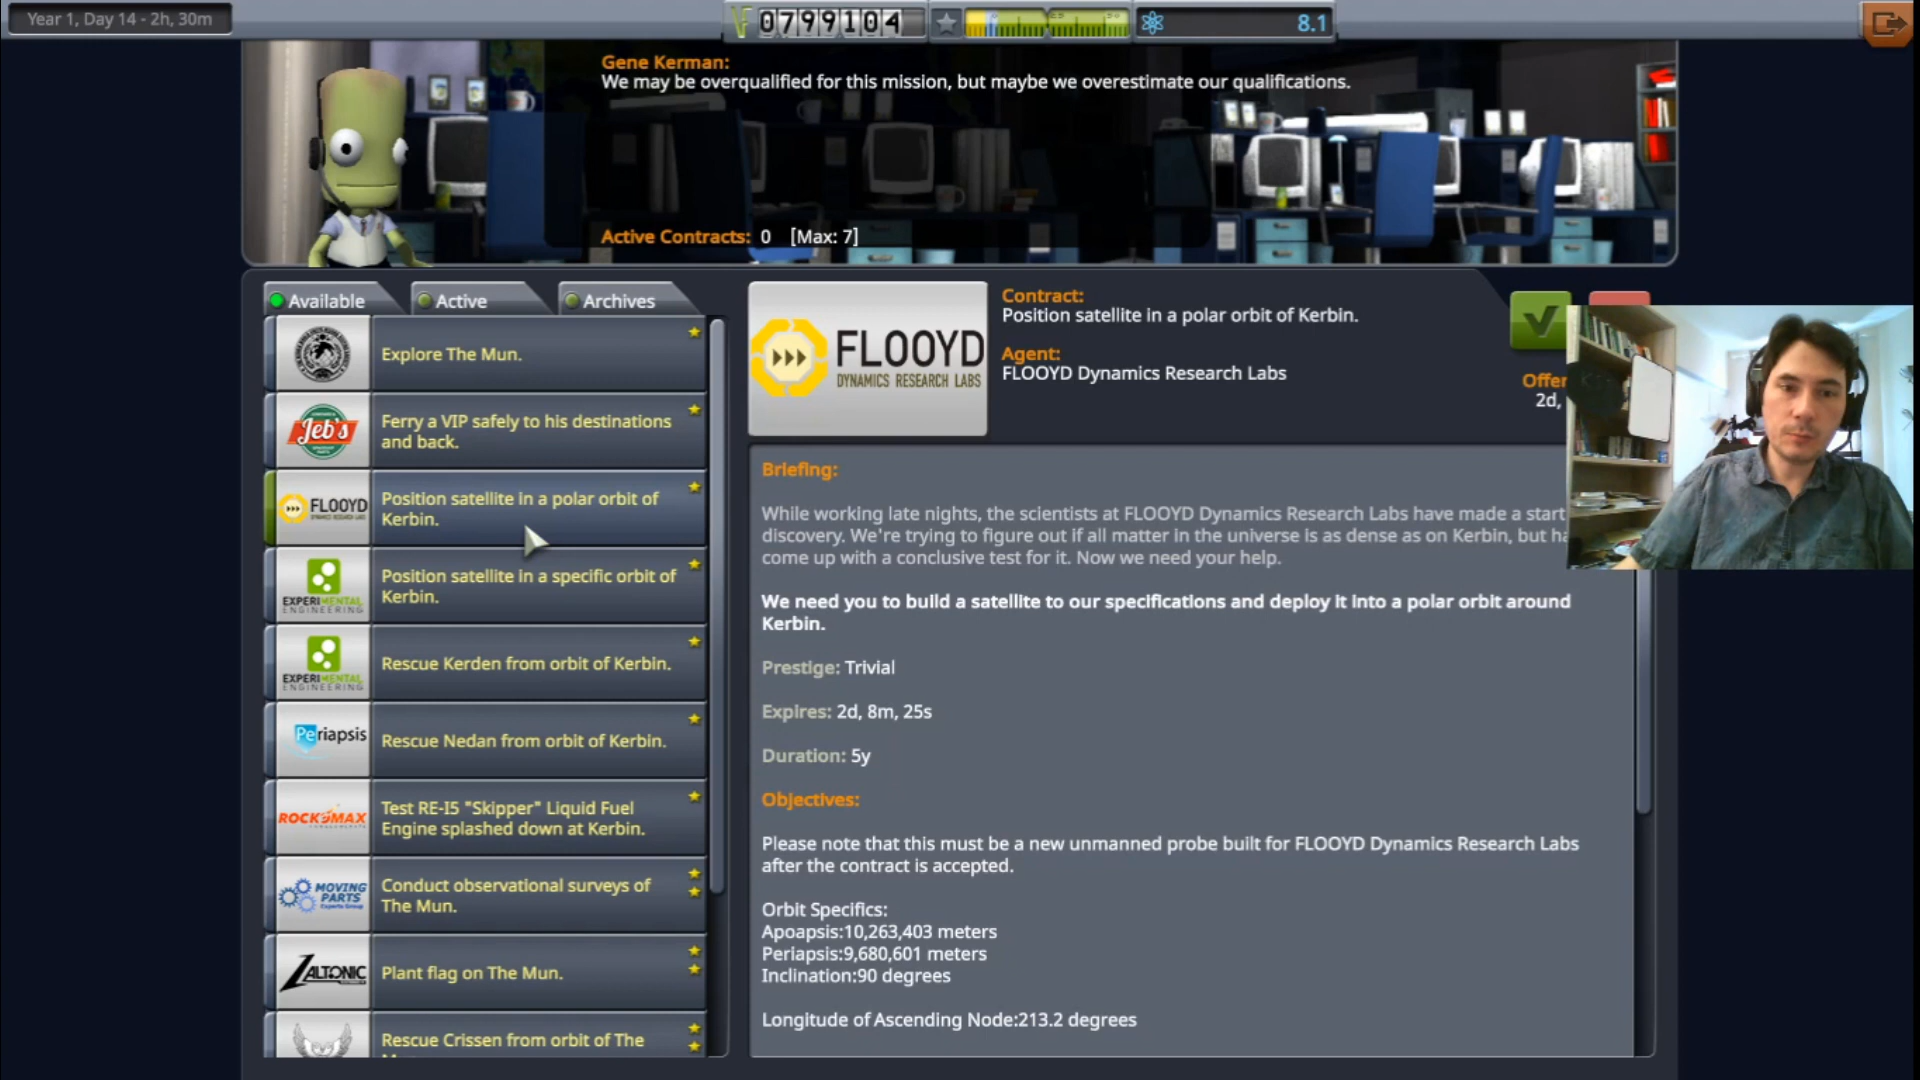 Year 1, Day 14 - 2h, 30m
0799104
8.1
Gene Kerman:
We may be overqualified for this mission, but maybe we overestimate our qualifications.
Active Contracts: 0 [Max: 7]
Available
Active
Archives
Explore The Mun.
Jeb's
Ferry a VIP safely to his destinations
and back.
FLOOYD
Position satellite in a polar orbit of
Kerbin.
EXPERIMENTAL
ENGINEERING
Position satellite in a specific orbit of
Kerbin.
EXPERIMENTAL
ENGINEERING
Rescue Kerden from orbit of Kerbin.
Periapsis
Rescue Nedan from orbit of Kerbin.
ROCKOMAX
Test RE-I5 "Skipper" Liquid Fuel
Engine splashed down at Kerbin.
MOVING
PARTS
Experts Group
Conduct observational surveys of
The Mun.
ZALTONIC
Plant flag on The Mun.
Rescue Crissen from orbit of The
FLOOYD
DYNAMICS RESEARCH LABS
Contract:
Position satellite in a polar orbit of Kerbin.
Agent:
FLOOYD Dynamics Research Labs
Offer
2d,
Briefing:
While working late nights, the scientists at FLOOYD Dynamics Research Labs have made a start
discovery. We're trying to figure out if all matter in the universe is as dense as on Kerbin, but ha
come up with a conclusive test for it. Now we need your help.
We need you to build a satellite to our specifications and deploy it into a polar orbit around
Kerbin.
Prestige: Trivial
Expires: 2d, 8m, 25s
Duration: 5y
Objectives:
Please note that this must be a new unmanned probe built for FLOOYD Dynamics Research Labs
after the contract is accepted.
Orbit Specifics:
Apoapsis:10,263,403 meters
Periapsis:9,680,601 meters
Inclination:90 degrees
Longitude of Ascending Node:213.2 degrees